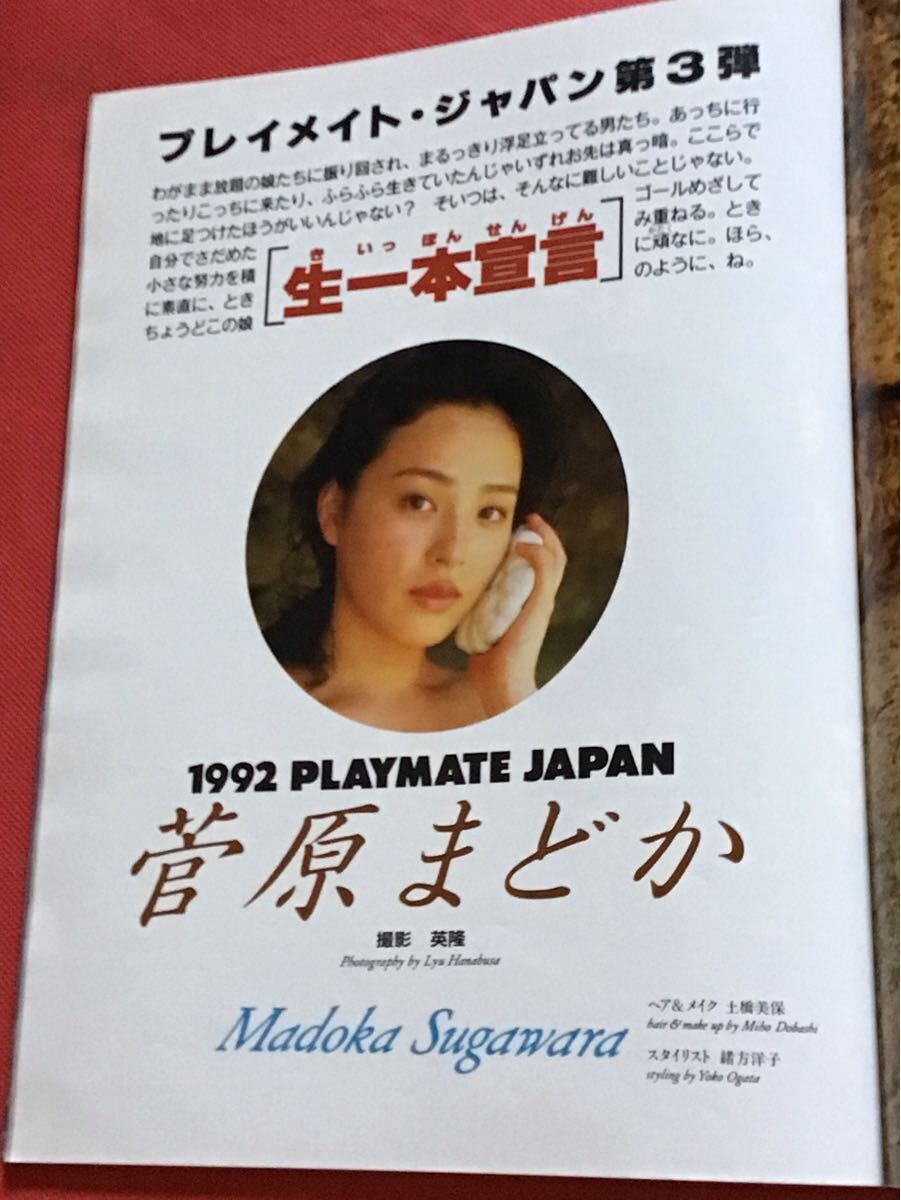 プレイメイト・ジャパン第3弾
わがまま放題の娘たちに振り回され、まるっきり浮足立ってる男たち。あっちに行
ったりこっちに来たり、ふらふら生きていたんじゃいずれお先は真っ暗。ここらで
地に足つけたほうがいいんじゃない? そいつは、そんなに難しいことじゃない。
自分でさだめた
ゴールめざして
小さな努力を積
み重ねる。とき
に素直に、とき
に頑なに。ほら、
ちょうどこの娘
のように、ね。
き いっ ぽん せん げん
[生一本宣言]
1992 PLAYMATE JAPAN
菅原まどか
撮影 英隆
Photography by Lyu Hanabusa
Madoka Sugawara
ヘア&メイク 土橋美保
hair & make up by Miho Dobashi
スタイリスト 緒方洋子
styling by Yoko Ogata